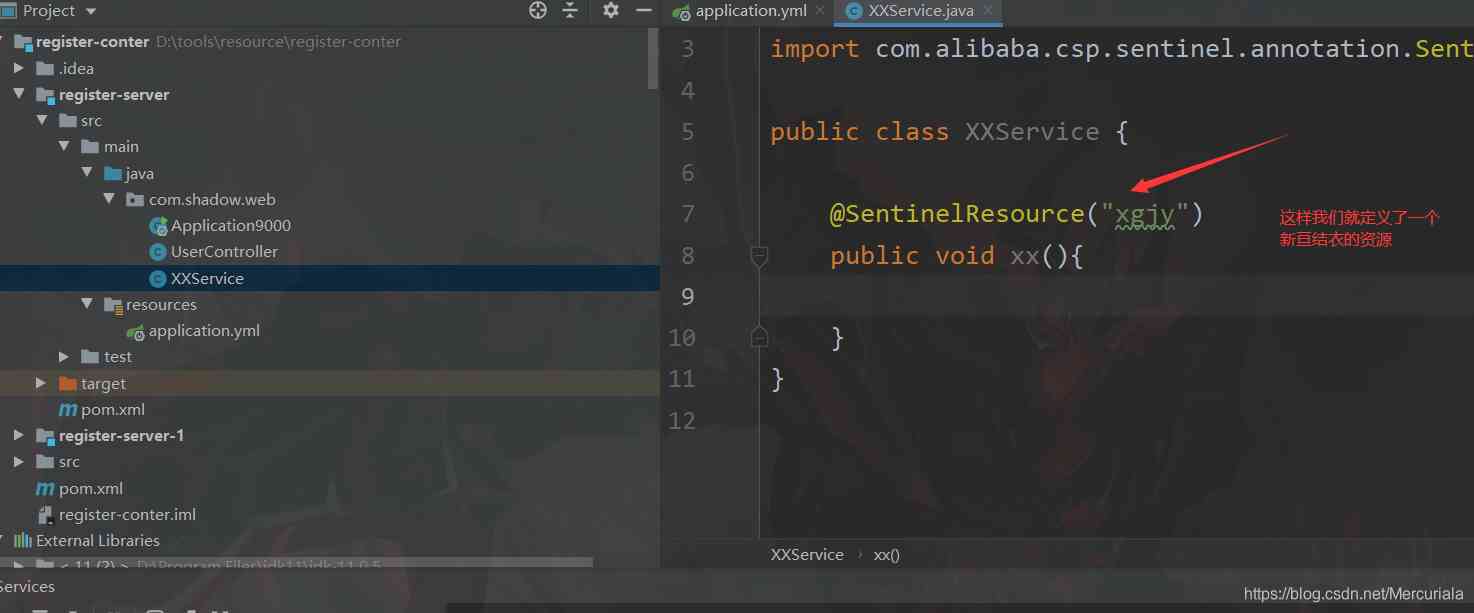 Project
application.yml
XXService.java
register-conter D:\tools\resource\register-conter
.idea
register-server
src
main
java
com.shadow.web
Application9000
UserController
XXService
resources
application.yml
test
target
pom.xml
register-server-1
src
pom.xml
register-conter.iml
External Libraries
< 11 (2) > D:\Program Files\jdk11\jdk-11.0.5
Services
3 import com.alibaba.csp.sentinel.annotation.Sent
4
5 public class XXService {
6
7 @SentinelResource("xgjy")
8 public void xx(){
9
10 }
11 }
12
这样我们就定义了一个
新亘结衣的资源
XXService › xx()
https://blog.csdn.net/Mercuriala